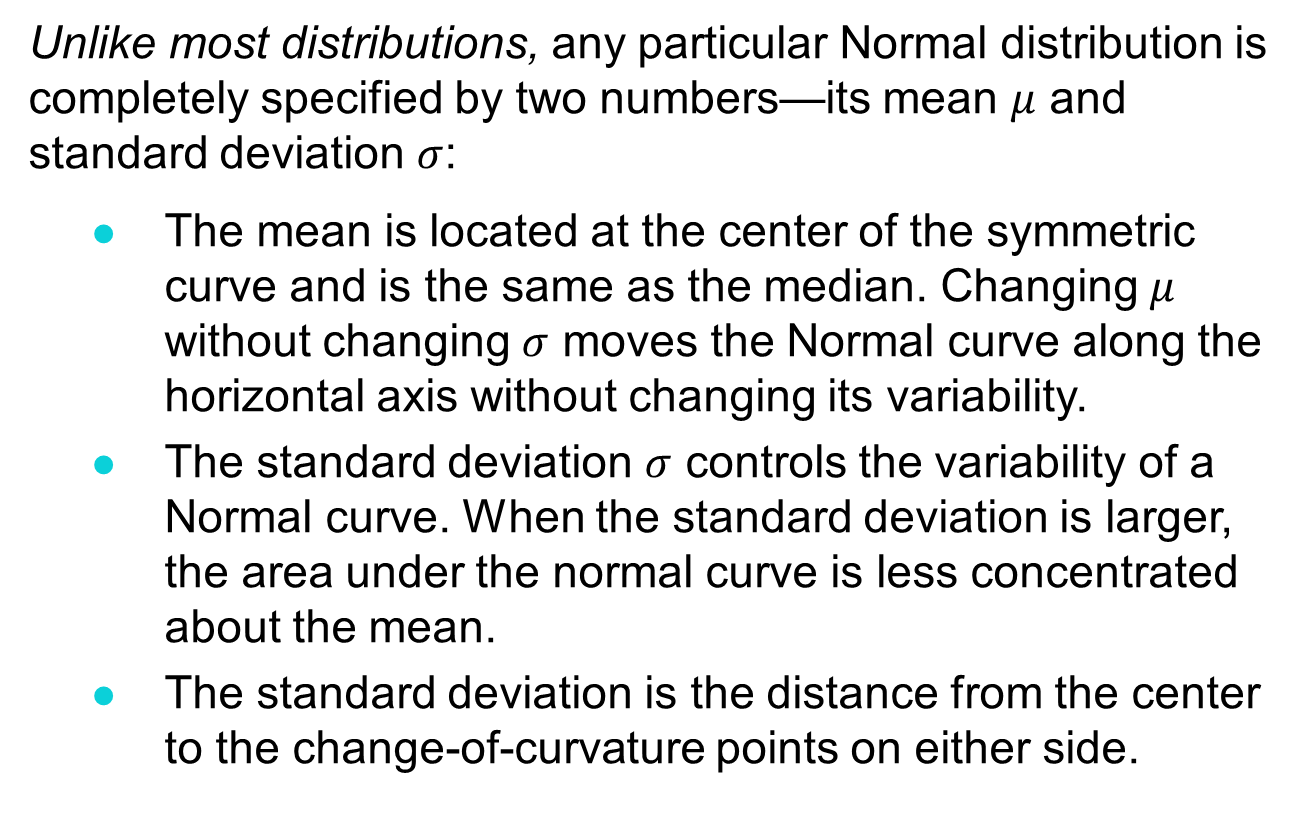 Unlike most distributions, any particular Normal distribution is
completely specified by two numbers—its mean μ and
standard deviation σ:
● The mean is located at the center of the symmetric
curve and is the same as the median. Changing μ
without changing σ moves the Normal curve along the
horizontal axis without changing its variability.
● The standard deviation σ controls the variability of a
Normal curve. When the standard deviation is larger,
the area under the normal curve is less concentrated
about the mean.
● The standard deviation is the distance from the center
to the change-of-curvature points on either side.